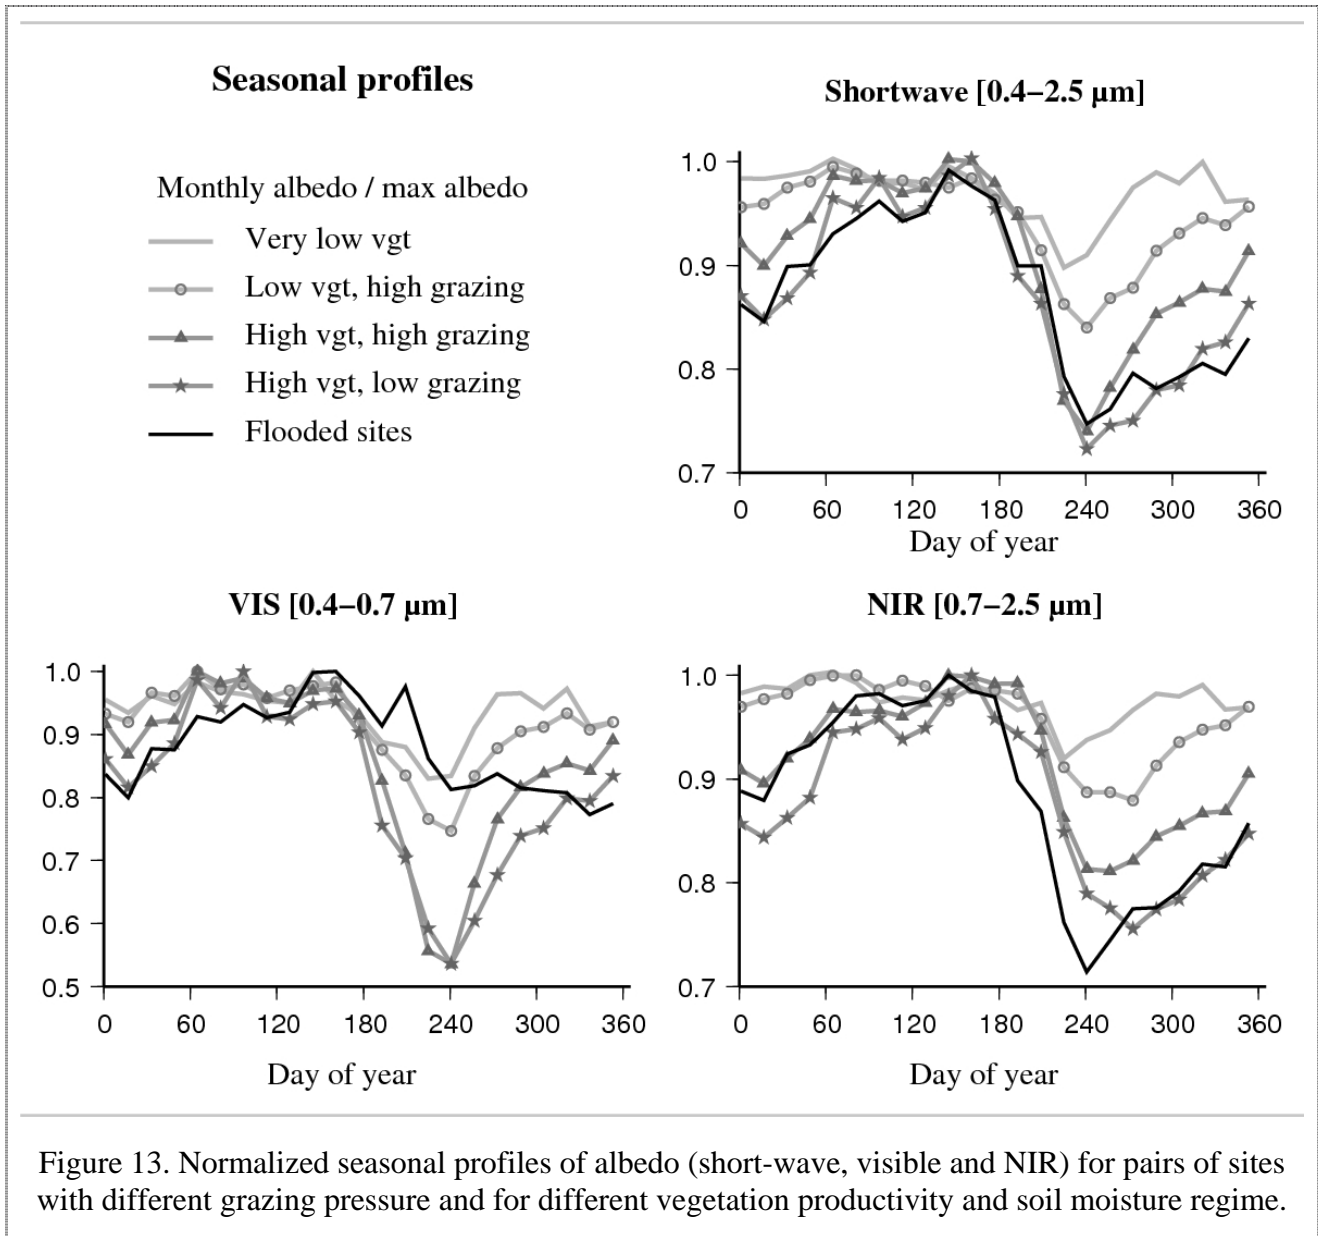 Seasonal profiles
Monthly albedo / max albedo
Very low vgt
Low vgt, high grazing
High vgt, high grazing
High vgt, low grazing
Flooded sites
Shortwave [0.4–2.5 µm]
1.0
0.9
0.8
0.7
0 60 120 180 240 300 360
Day of year
VIS [0.4–0.7 µm]
1.0
0.9
0.8
0.7
0.6
0.5
0 60 120 180 240 300 360
Day of year
NIR [0.7–2.5 µm]
1.0
0.9
0.8
0.7
0 60 120 180 240 300 360
Day of year
Figure 13. Normalized seasonal profiles of albedo (short-wave, visible and NIR) for pairs of sites
with different grazing pressure and for different vegetation productivity and soil moisture regime.